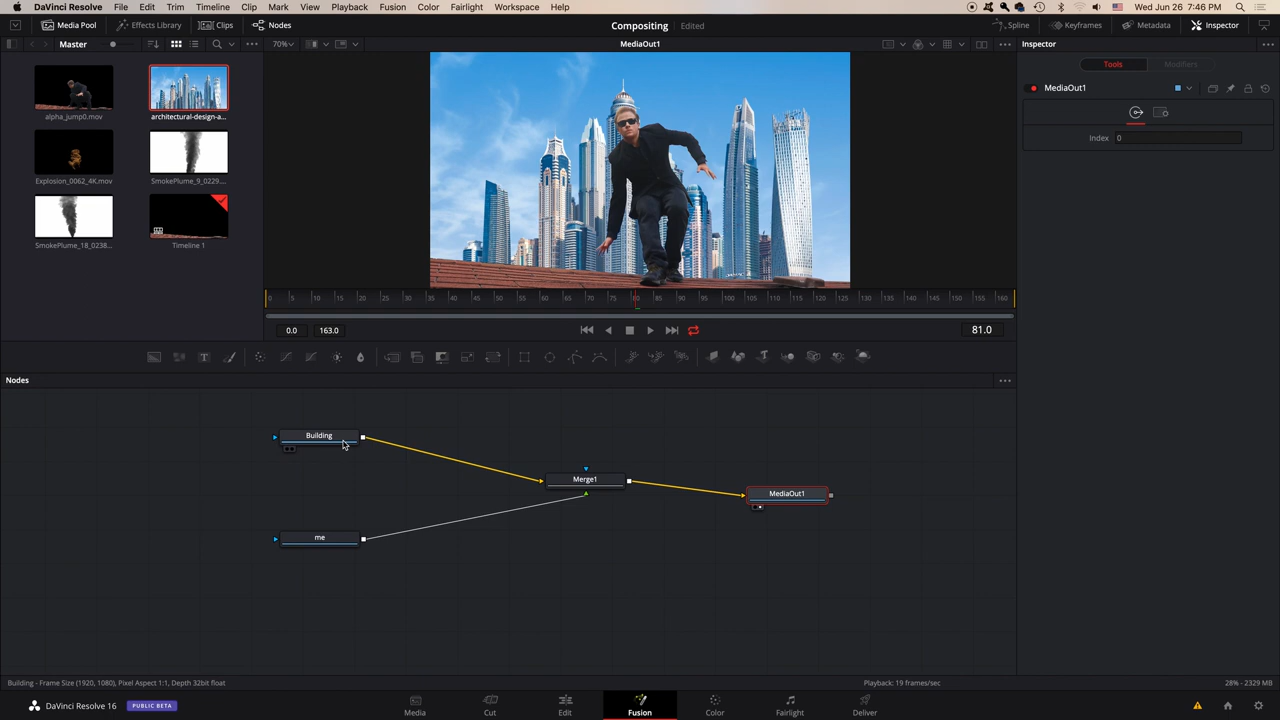 DaVinci Resolve File Edit Trim Timeline Clip Mark View Playback Fusion Color Fairlight Workspace Help Wed Jun 26 7:46 PM
Media Pool Effects Library Clips Nodes Compositing Edited Spline Keyframes Metadata Inspector
Master 70% MediaOut1 Inspector
Tools Modifiers
MediaOut1
Index 0
alpha_jump0.mov architectural-design-a...
Explosion_0062_4K.mov SmokePlume_9_0229....
SmokePlume_18_0238... Timeline 1
0 5 10 15 20 25 30 35 40 45 50 55 60 65 70 75 80 85 90 95 100 105 110 115 120 125 130 135 140 145 150 155 160
0.0 163.0 81.0
Nodes
Building
Merge1
MediaOut1
me
Building - Frame Size (1920, 1080), Pixel Aspect 1:1, Depth 32bit float Playback: 19 frames/sec 28% - 2329 MB
DaVinci Resolve 16 PUBLIC BETA Media Cut Edit Fusion Color Fairlight Deliver